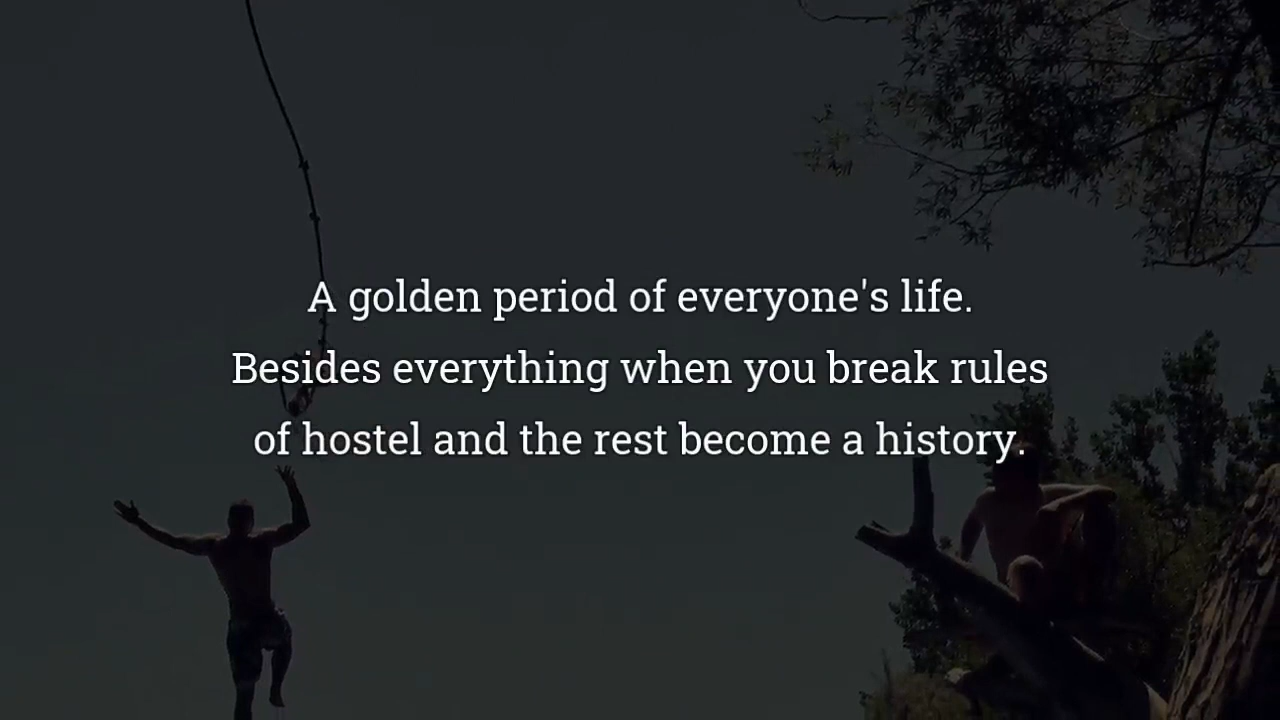 A golden period of everyone's life.
Besides everything when you break rules
of hostel and the rest become a history.